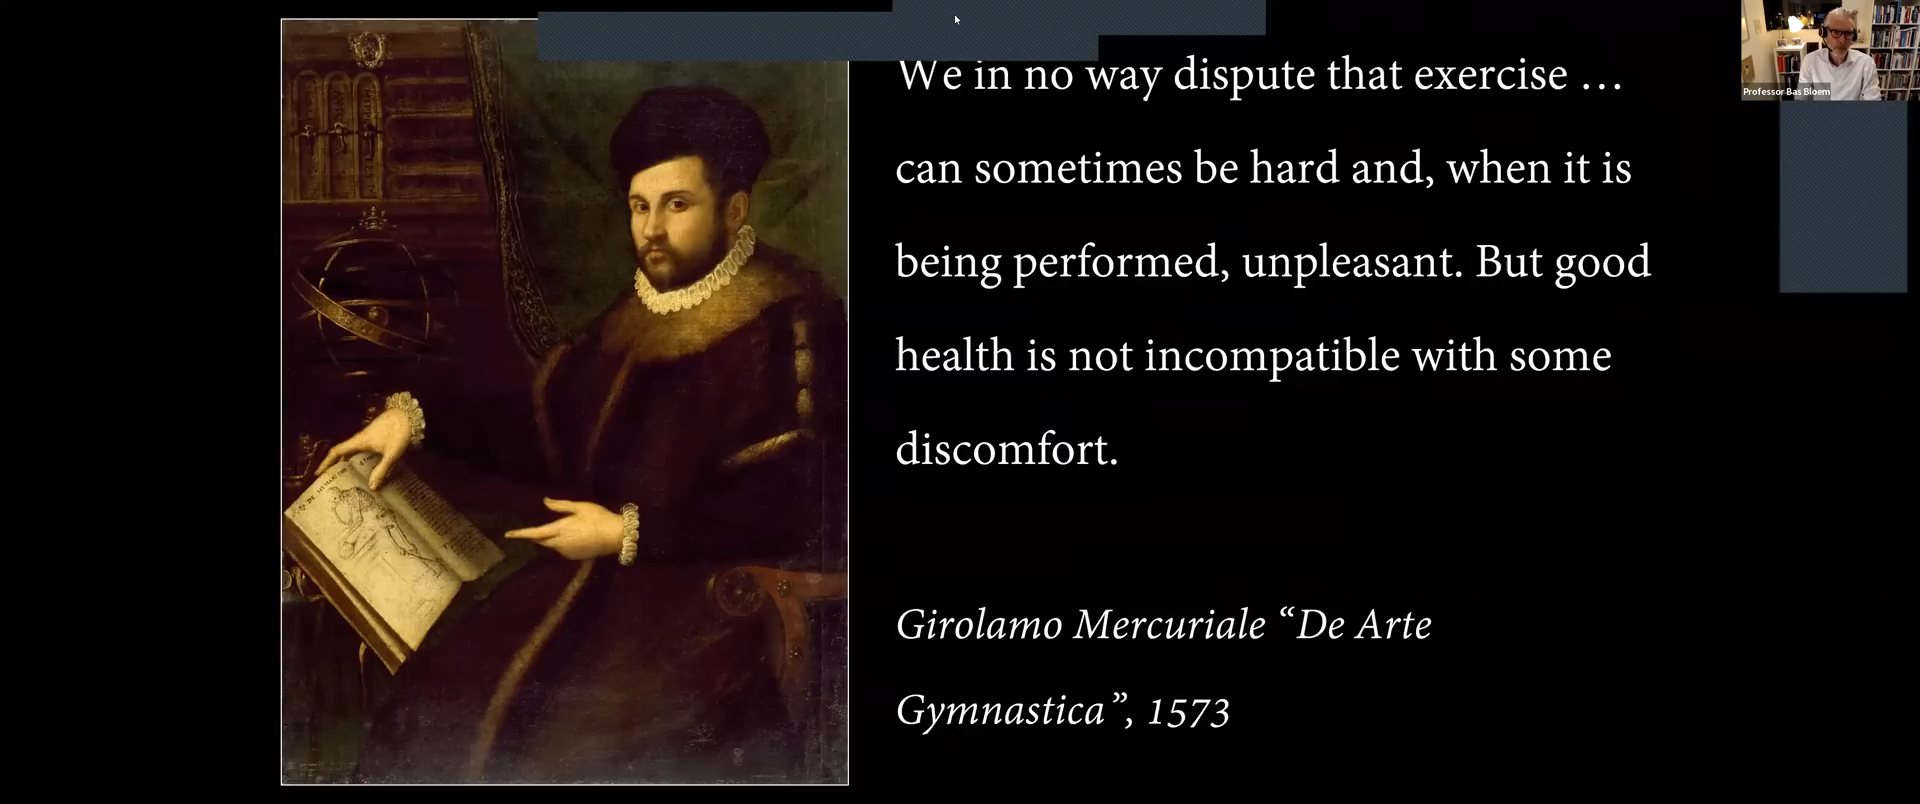 We in no way dispute that exercise …
can sometimes be hard and, when it is
being performed, unpleasant. But good
health is not incompatible with some
discomfort.
Girolamo Mercuriale “De Arte
Gymnastica”, 1573
Professor Bas Bloem